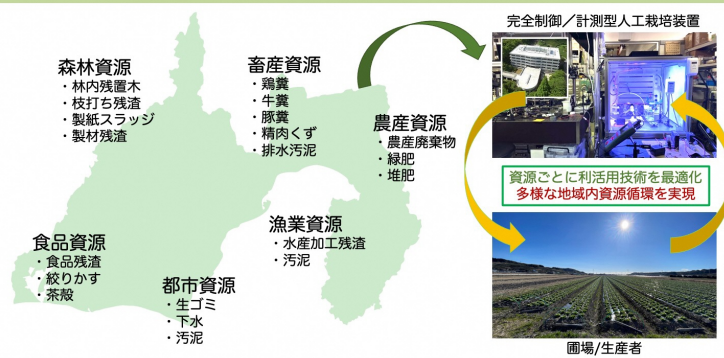 森林資源
・林内残置木
・枝打ち残渣
・製紙スラッジ
・製材残渣
畜産資源
・鶏糞
・牛糞
・豚糞
・精肉くず
・排水汚泥
農産資源
・農産廃棄物
・緑肥
・堆肥
漁業資源
・水産加工残渣
・汚泥
食品資源
・食品残渣
・絞りかす
・茶殻
都市資源
・生ゴミ
・下水
・汚泥
完全制御／計測型人工栽培装置
資源ごとに利活用技術を最適化
多様な地域内資源循環を実現
圃場/生産者